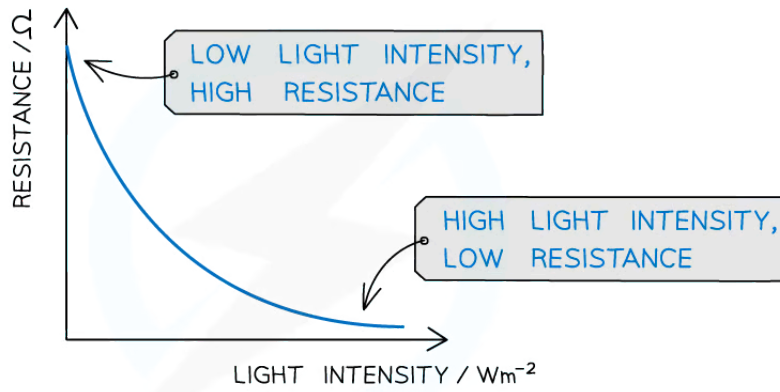 RESISTANCE / Ω
LOW LIGHT INTENSITY,
HIGH RESISTANCE
HIGH LIGHT INTENSITY,
LOW RESISTANCE
LIGHT INTENSITY / Wm⁻²